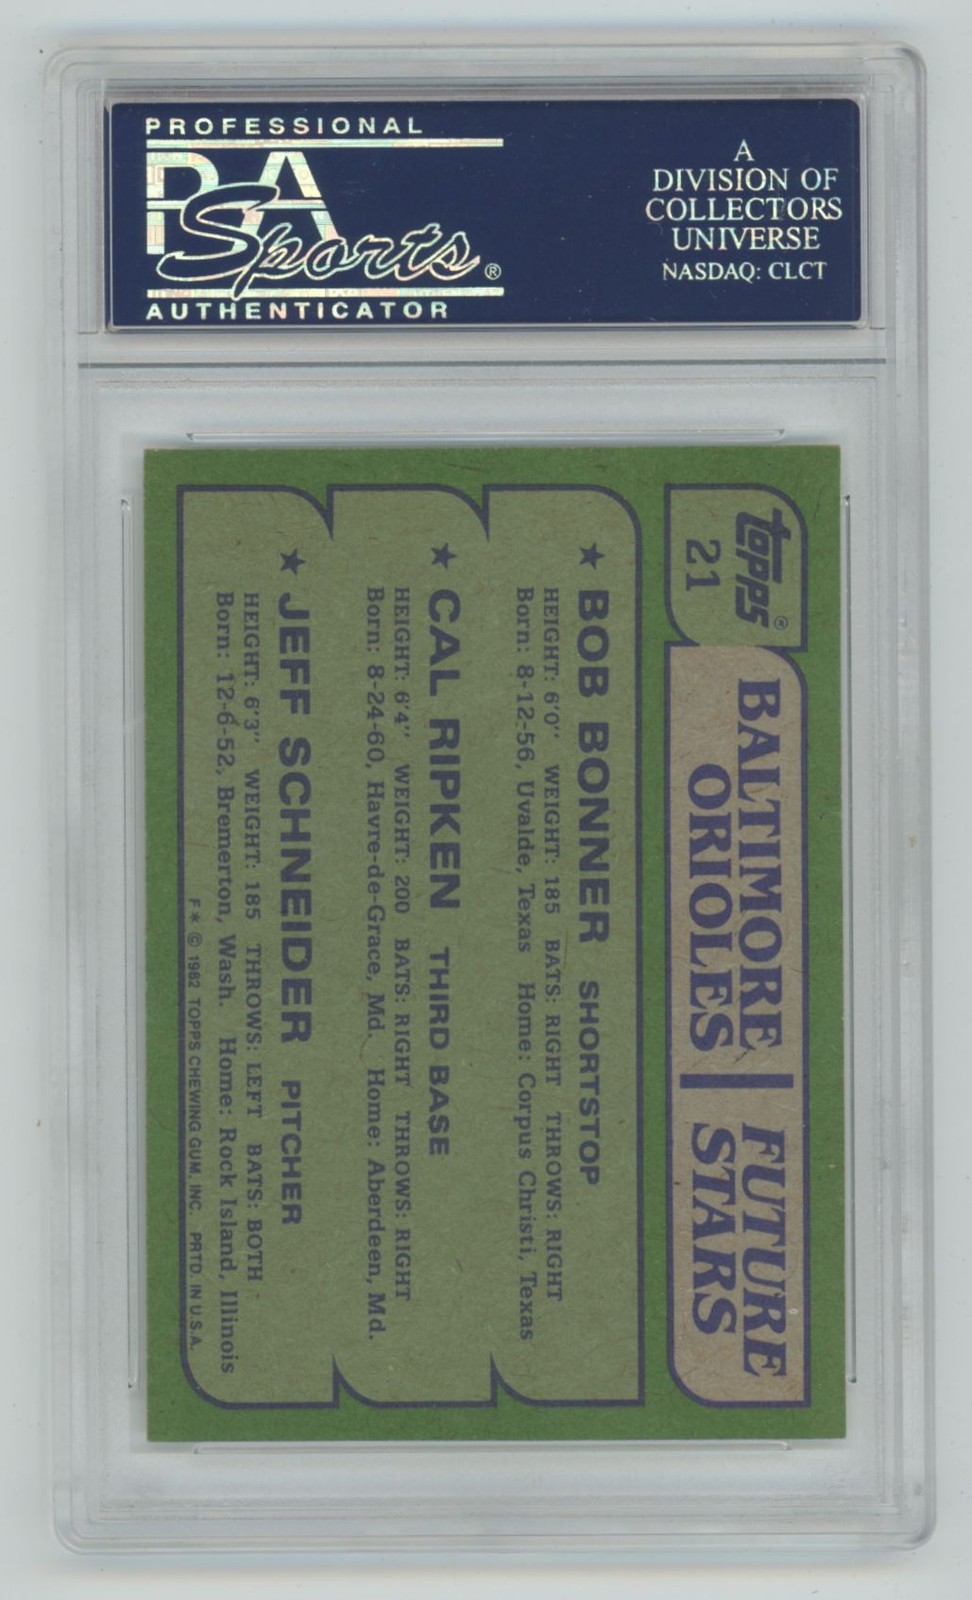 PROFESSIONAL
PSA
Sports®
AUTHENTICATOR
A
DIVISION OF
COLLECTORS
UNIVERSE
NASDAQ: CLCT
topps®
21
BALTIMORE
ORIOLES
FUTURE
STARS
★ BOB BONNER SHORTSTOP
HEIGHT: 6'0" WEIGHT: 185 BATS: RIGHT THROWS: RIGHT
Born: 8-12-56, Uvalde, Texas Home: Corpus Christi, Texas
★ CAL RIPKEN THIRD BASE
HEIGHT: 6'4" WEIGHT: 200 BATS: RIGHT THROWS: RIGHT
Born: 8-24-60, Havre-de-Grace, Md. Home: Aberdeen, Md.
★ JEFF SCHNEIDER PITCHER
HEIGHT: 6'3" WEIGHT: 185 THROWS: LEFT BATS: BOTH
Born: 12-6-52, Bremerton, Wash. Home: Rock Island, Illinois
F* © 1982 TOPPS CHEWING GUM, INC. PRTD. IN U.S.A.